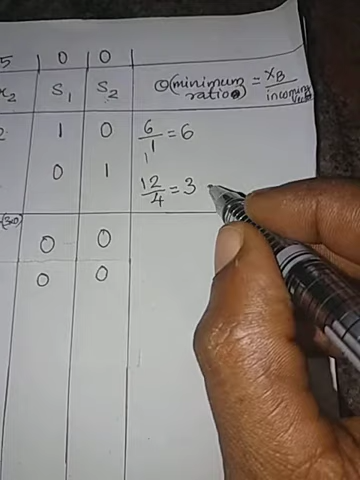 5 0 0
x2 S1 S2 θ(minimum ratio) = XB / incoming
2 1 0 6/1 = 6
0 1 12/4 = 3
0 0
0 0